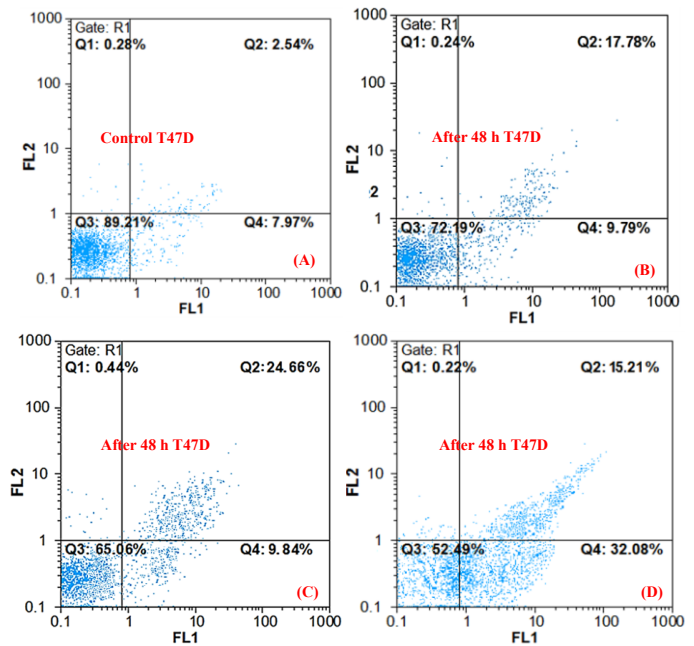 Gate: R1
Q1: 0.28%
Q2: 2.54%
Control T47D
Q3: 89.21%
Q4: 7.97%
(A)
FL2
1000
100
10
1
0.1
0.1
1
10
100
1000
FL1
Gate: R1
Q1: 0.24%
Q2: 17.78%
After 48 h T47D
2
Q3: 72.19%
Q4: 9.79%
(B)
FL2
1000
100
10
1
0.1
0.1
1
10
100
1000
FL1
Gate: R1
Q1: 0.44%
Q2: 24.66%
After 48 h T47D
Q3: 65.06%
Q4: 9.84%
(C)
FL2
1000
100
10
1
0.1
0.1
1
10
100
1000
FL1
Gate: R1
Q1: 0.22%
Q2: 15.21%
After 48 h T47D
Q3: 52.49%
Q4: 32.08%
(D)
FL2
1000
100
10
1
0.1
0.1
1
10
100
1000
FL1